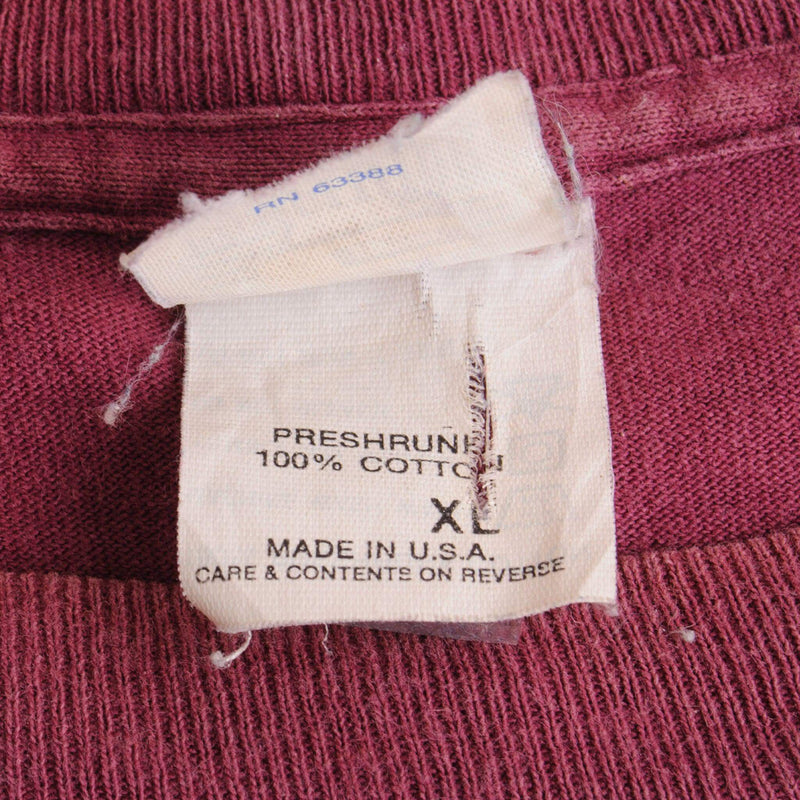 RN 63388
PRESHRUNK
100% COTTON
XL
MADE IN U.S.A.
CARE & CONTENTS ON REVERSE